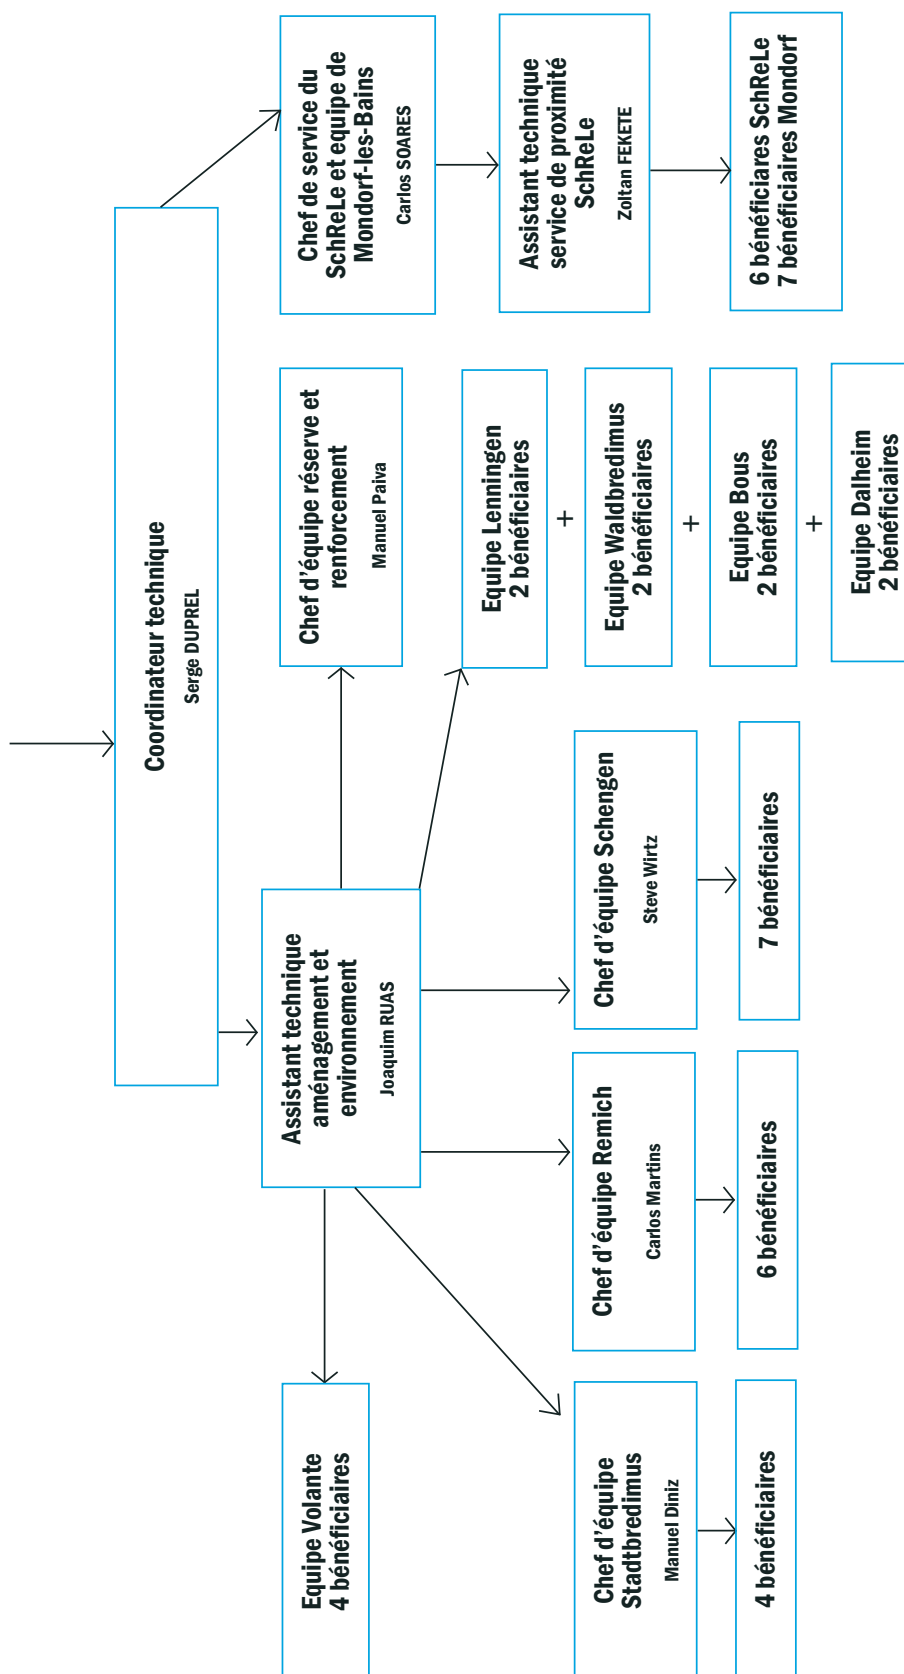 Coordinateur technique
Serge DUPREL
Equipe Volante
4 bénéficiaires
Assistant technique
aménagement et
environnement
Joaquim RUAS
Chef d'équipe réserve et
renforcement
Manuel Paiva
Chef de service du
SchReLe et equipe de
Mondorf-les-Bains
Carlos SOARES
Assistant technique
service de proximité
SchReLe
Zoltan FEKETE
6 bénéficiaires SchReLe
7 bénéficiaires Mondorf
Chef d'équipe
Stadtbredimus
Manuel Diniz
4 bénéficiaires
Chef d'équipe Remich
Carlos Martins
6 bénéficiaires
Chef d'équipe Schengen
Steve Wirtz
7 bénéficiaires
Equipe Lenningen
2 bénéficiaires
+
Equipe Waldbredimus
2 bénéficiaires
+
Equipe Bous
2 bénéficiaires
+
Equipe Dalheim
2 bénéficiaires